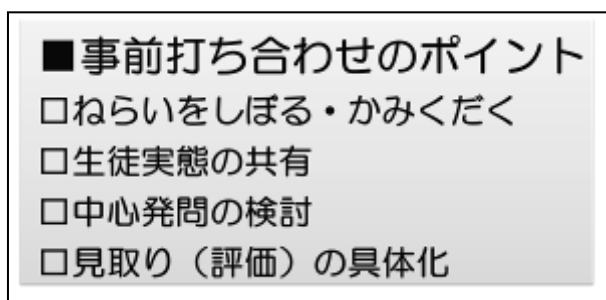 ■事前打ち合わせのポイント
□ねらいをしぼる・かみくだく
□生徒実態の共有
□中心発問の検討
□見取り（評価）の具体化